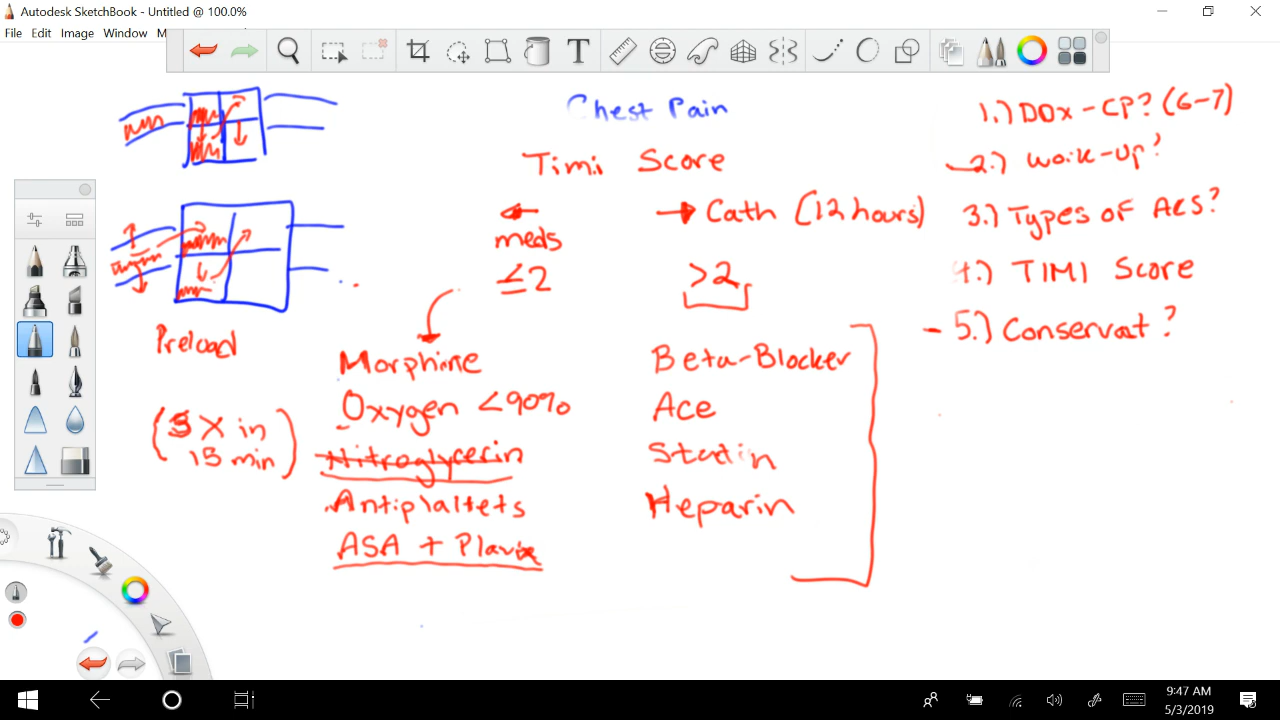 Autodesk SketchBook - Untitled @ 100.0%
File Edit Image Window M
T
Chest Pain
Timi Score
meds
≤2
Cath (12 hours)
>2
1.) DDx - CP? (6-7)
2.) Work-up?
3.) Types of ACS?
4.) TIMI Score
5.) Conservat ?
Preload
(3 X in
15 min)
Morphine
Oxygen <90%
Nitroglycerin
Antiplaltets
ASA + Plavix
Beta-Blocker
Ace
Statin
Heparin
9:47 AM
5/3/2019